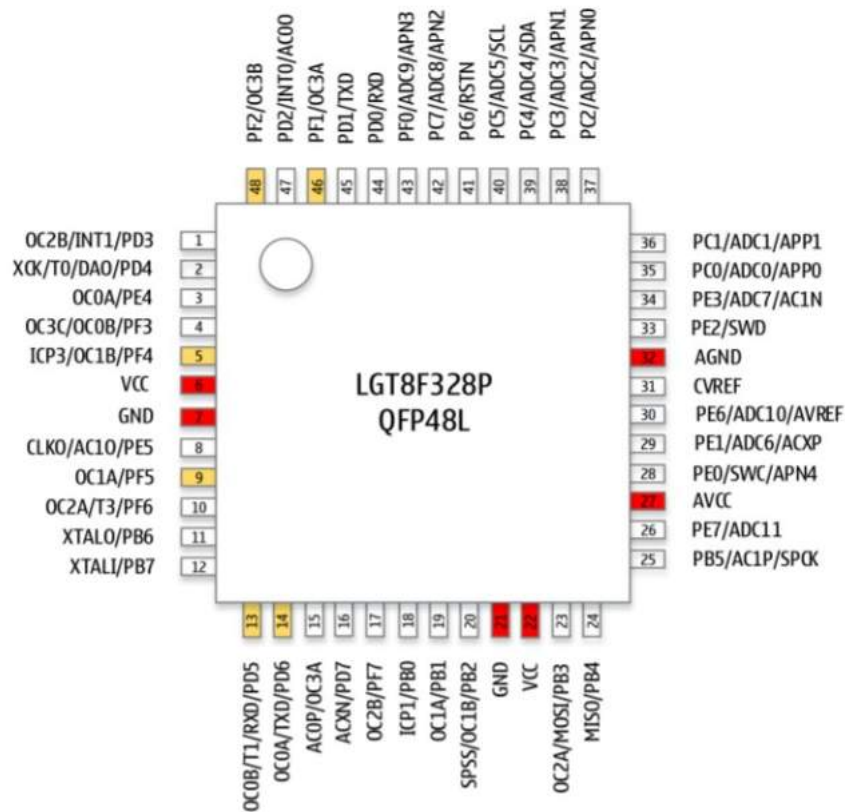 PF2/OC3B
PD2/INT0/AC0O
PF1/OC3A
PD1/TXD
PD0/RXD
PF0/ADC9/APN3
PC7/ADC8/APN2
PC6/RSTN
PC5/ADC5/SCL
PC4/ADC4/SDA
PC3/ADC3/APN1
PC2/ADC2/APN0
48
47
46
45
44
43
42
41
40
39
38
37
OC2B/INT1/PD3 1
XCK/T0/DAO/PD4 2
OC0A/PE4 3
OC3C/OC0B/PF3 4
ICP3/OC1B/PF4 5
VCC 6
GND 7
CLKO/AC1O/PE5 8
OC1A/PF5 9
OC2A/T3/PF6 10
XTALO/PB6 11
XTALI/PB7 12
LGT8F328P
QFP48L
36 PC1/ADC1/APP1
35 PC0/ADC0/APP0
34 PE3/ADC7/AC1N
33 PE2/SWD
32 AGND
31 CVREF
30 PE6/ADC10/AVREF
29 PE1/ADC6/ACXP
28 PE0/SWC/APN4
27 AVCC
26 PE7/ADC11
25 PB5/AC1P/SPCK
13
14
15
16
17
18
19
20
21
22
23
24
OC0B/T1/RXD/PD5
OC0A/TXD/PD6
AC0P/OC3A
ACXN/PD7
OC2B/PF7
ICP1/PB0
OC1A/PB1
SPSS/OC1B/PB2
GND
VCC
OC2A/MOSI/PB3
MISO/PB4